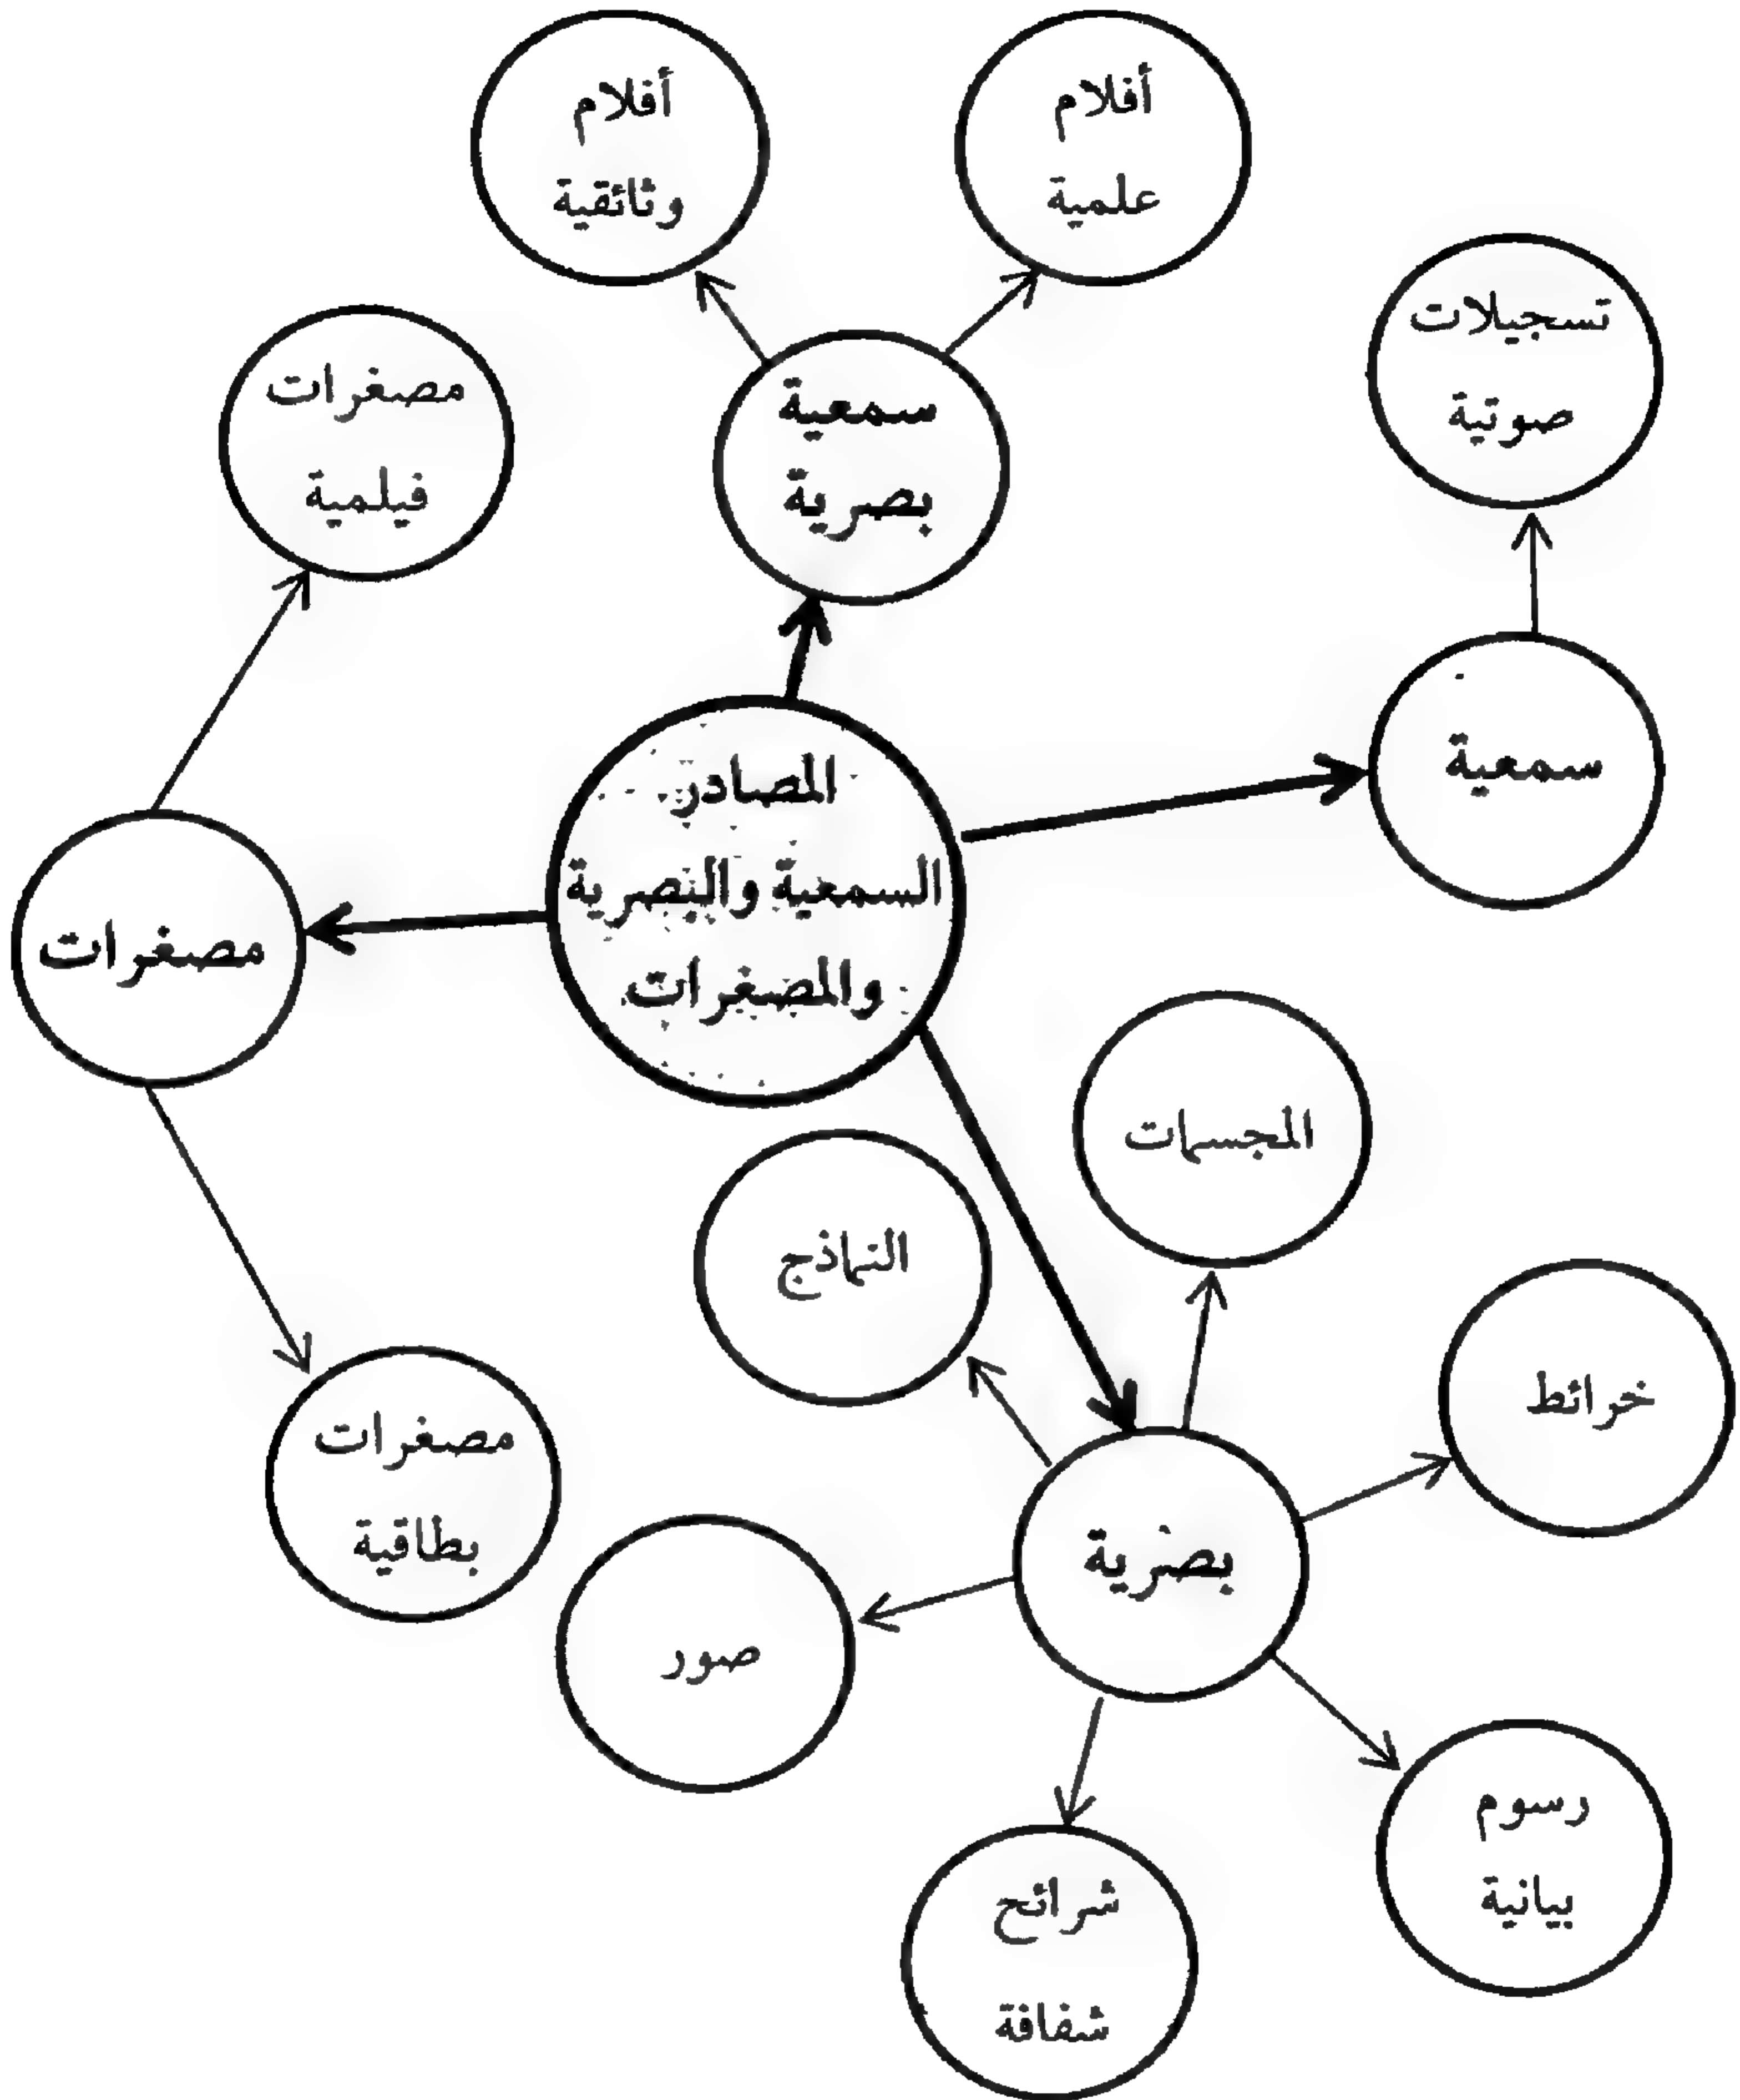 أفلام
علمية
أفلام
وثائقية
تسجيلات
صوتية
مصغرات
فيلمية
سمعية
بصرية
سمعية
المصادر
السمعية والبصرية
والمصغرات
مصغرات
المجسمات
النماذج
خرائط
مصغرات
بطاقية
بصرية
صور
رسوم
بيانية
شرائح
شفافة